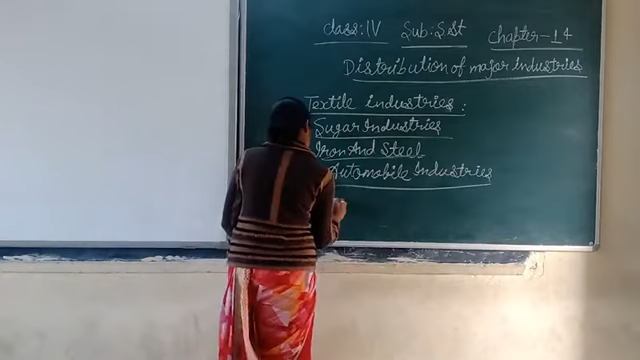 Class: IV Sub: S.St Chapter-14
Distribution of major industries
Textile industries :
Sugar Industries
Iron And Steel
Automobile Industries